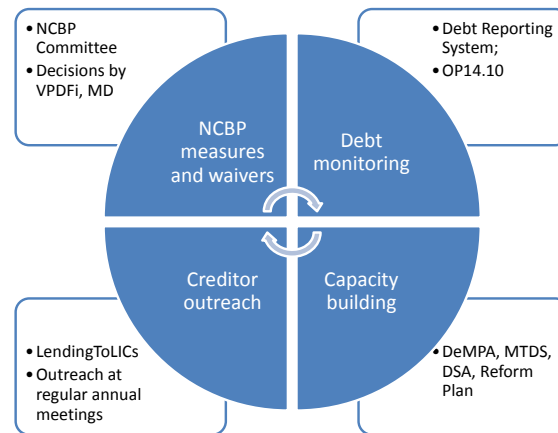 • NCBP
Committee
• Decisions by
VPDFi, MD
• Debt Reporting
System;
• OP14.10
NCBP
measures
and waivers
Debt
monitoring
Creditor
outreach
Capacity
building
• LendingToLICs
• Outreach at
regular annual
meetings
• DeMPA, MTDS,
DSA, Reform
Plan